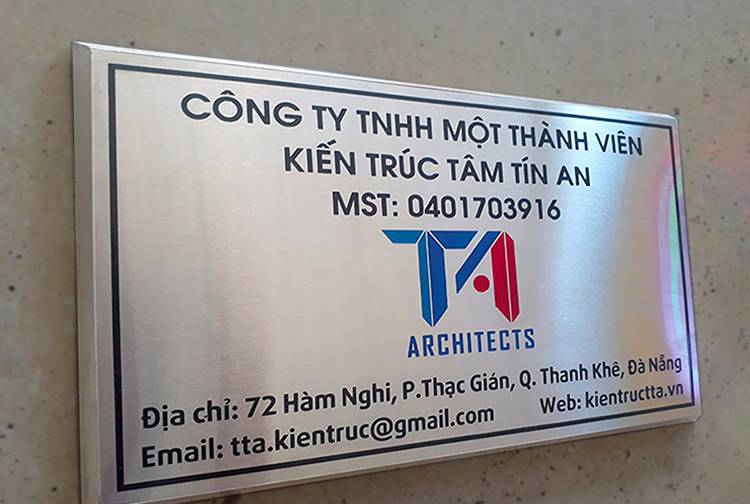 CÔNG TY TNHH MỘT THÀNH VIÊN
KIẾN TRÚC TÂM TÍN AN
MST: 0401703916
TTA
ARCHITECTS
Địa chỉ: 72 Hàm Nghi, P.Thạc Gián, Q. Thanh Khê, Đà Nẵng
Email: tta.kientruc@gmail.com Web: kientructta.vn